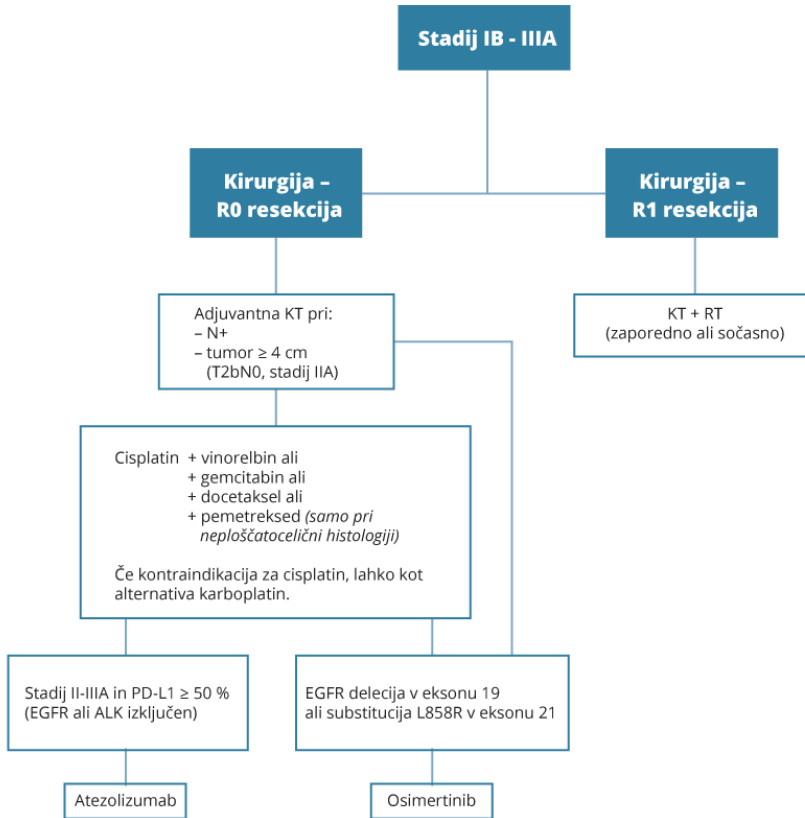 Stadij IB - IIIA
Kirurgija –
R0 resekcija
Kirurgija –
R1 resekcija
Adjuvantna KT pri:
– N+
– tumor ≥ 4 cm
(T2bN0, stadij IIA)
KT + RT
(zaporedno ali sočasno)
Cisplatin + vinorelbin ali
+ gemcitabin ali
+ docetaksel ali
+ pemetreksed (samo pri
neploščatocelični histologiji)
Če kontraindikacija za cisplatin, lahko kot
alternativa karboplatin.
Stadij II-IIIA in PD-L1 ≥ 50 %
(EGFR ali ALK izključen)
EGFR delecija v eksonu 19
ali substitucija L858R v eksonu 21
Atezolizumab
Osimertinib